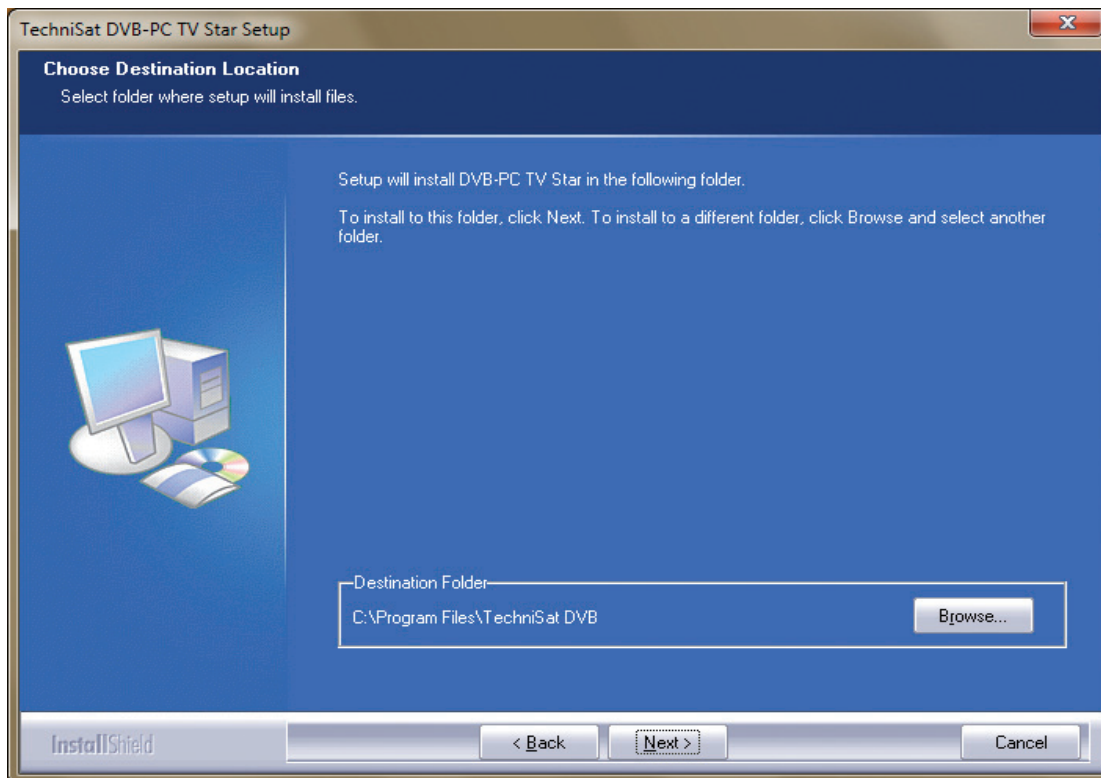 TechniSat DVB-PC TV Star Setup
Choose Destination Location
Select folder where setup will install files.
Setup will install DVB-PC TV Star in the following folder.
To install to this folder, click Next. To install to a different folder, click Browse and select another
folder.
Destination Folder
C:\Program Files\TechniSat DVB
Browse...
InstallShield
< Back
Next >
Cancel